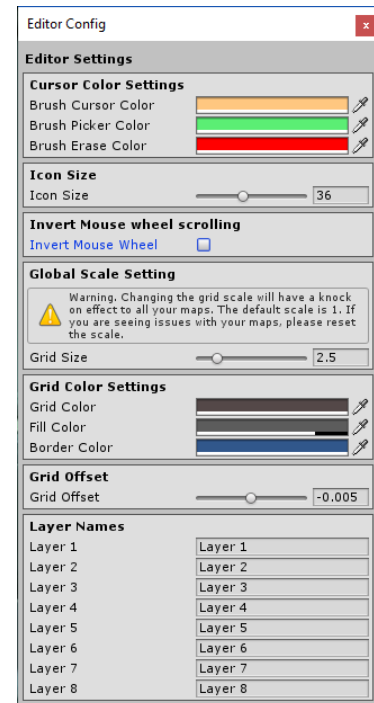 Editor Config
x
Editor Settings
Cursor Color Settings
Brush Cursor Color
Brush Picker Color
Brush Erase Color
Icon Size
Icon Size 36
Invert Mouse wheel scrolling
Invert Mouse Wheel
Global Scale Setting
Warning. Changing the grid scale will have a knock
on effect to all your maps. The default scale is 1. If
you are seeing issues with your maps, please reset
the scale.
Grid Size 2.5
Grid Color Settings
Grid Color
Fill Color
Border Color
Grid Offset
Grid Offset -0.005
Layer Names
Layer 1 Layer 1
Layer 2 Layer 2
Layer 3 Layer 3
Layer 4 Layer 4
Layer 5 Layer 5
Layer 6 Layer 6
Layer 7 Layer 7
Layer 8 Layer 8